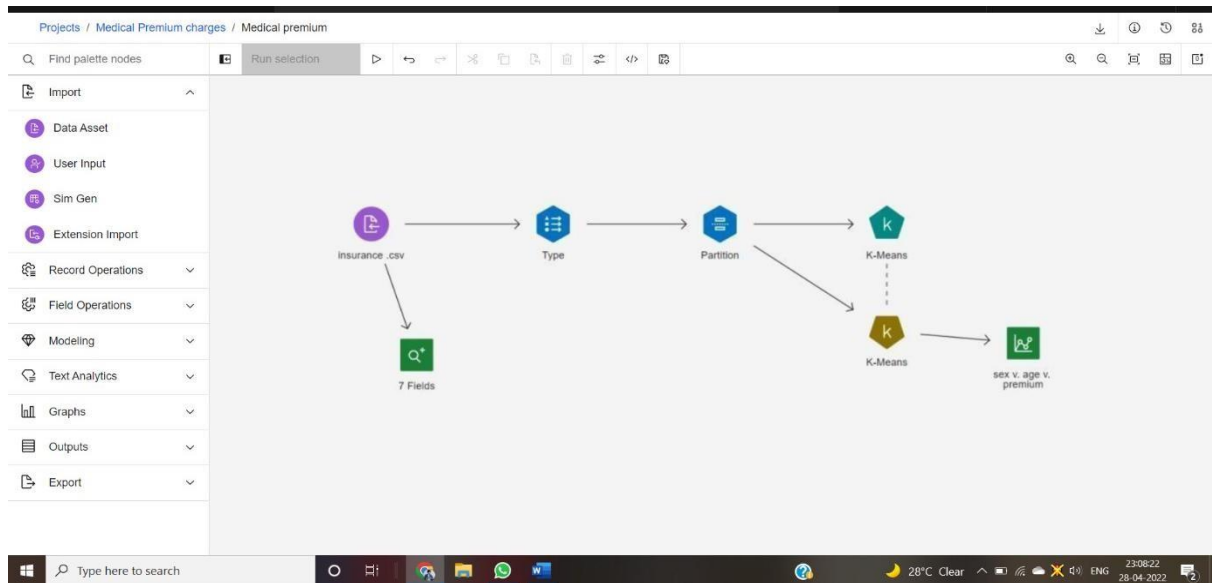 Projects / Medical Premium charges / Medical premium
Find palette nodes
Run selection
Import
Data Asset
User Input
Sim Gen
Extension Import
Record Operations
Field Operations
Modeling
Text Analytics
Graphs
Outputs
Export
insurance .csv
Type
Partition
K-Means
7 Fields
K-Means
sex v. age v.
premium
Type here to search
28°C Clear
ENG
23:08:22
28-04-2022
2